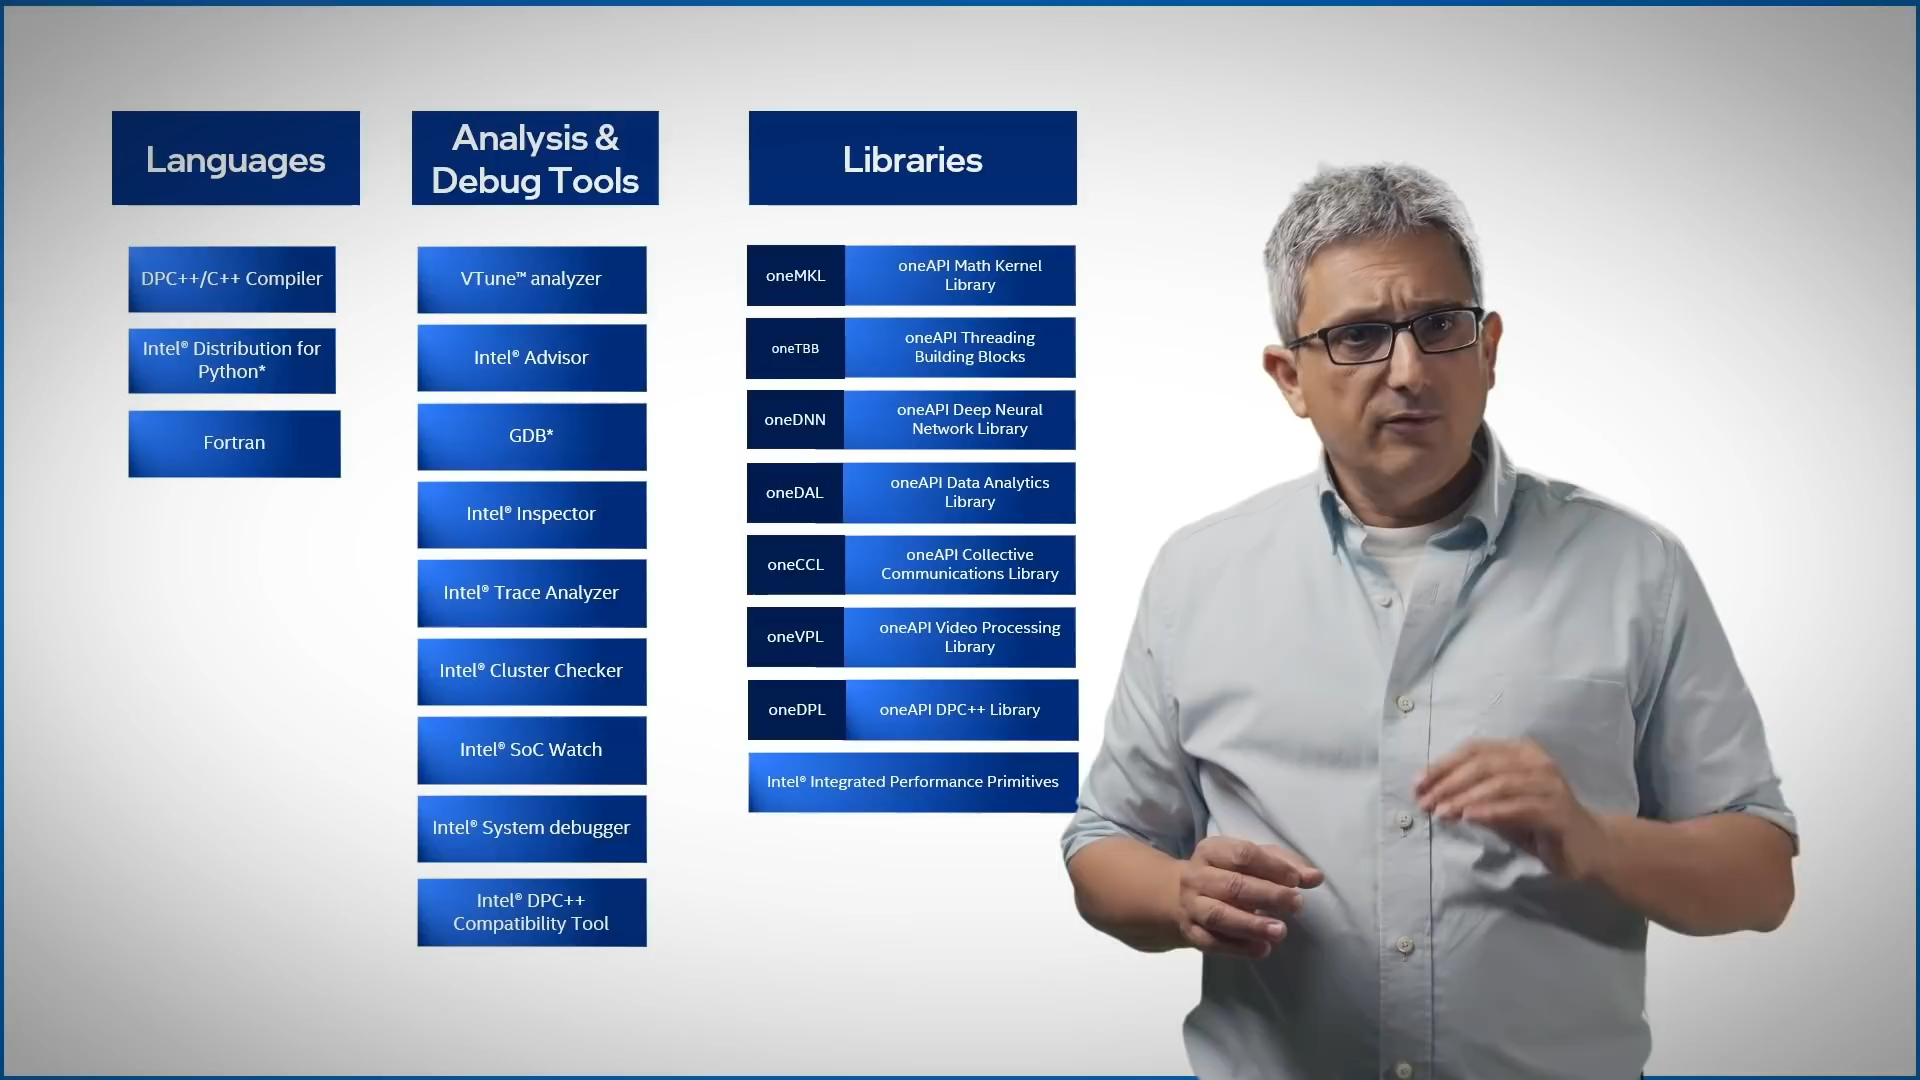 Languages
DPC++/C++ Compiler
Intel® Distribution for
Python*
Fortran
Analysis &
Debug Tools
VTune™ analyzer
Intel® Advisor
GDB*
Intel® Inspector
Intel® Trace Analyzer
Intel® Cluster Checker
Intel® SoC Watch
Intel® System debugger
Intel® DPC++
Compatibility Tool
Libraries
oneMKL
oneAPI Math Kernel
Library
oneTBB
oneAPI Threading
Building Blocks
oneDNN
oneAPI Deep Neural
Network Library
oneDAL
oneAPI Data Analytics
Library
oneCCL
oneAPI Collective
Communications Library
oneVPL
oneAPI Video Processing
Library
oneDPL
oneAPI DPC++ Library
Intel® Integrated Performance Primitives